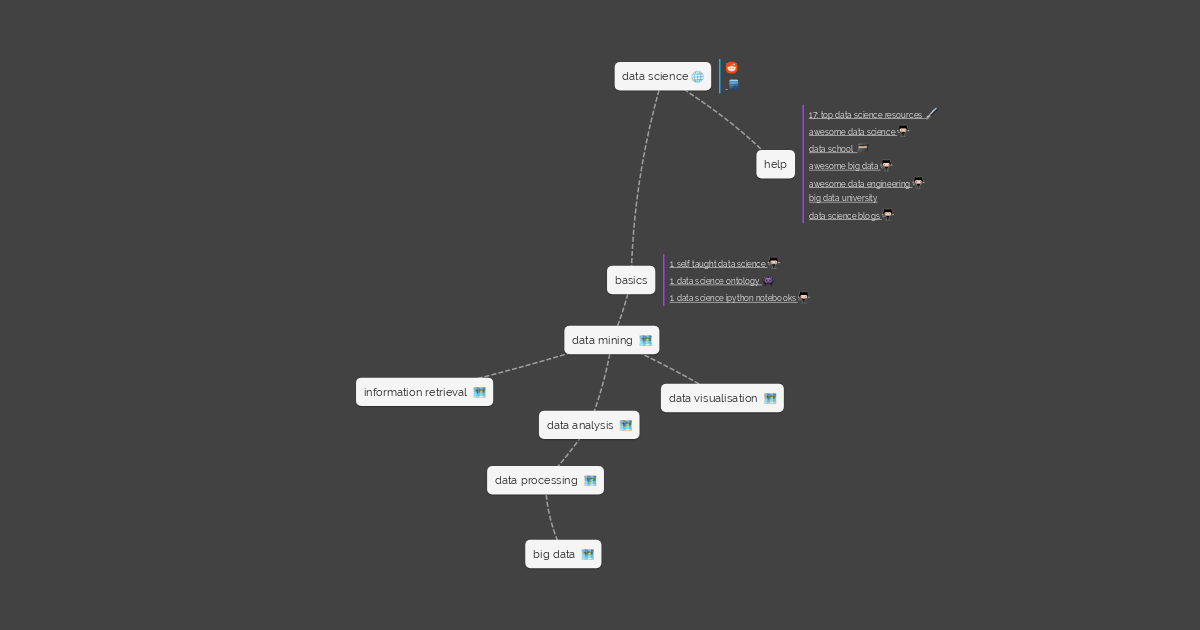 data science
help
17: top data science resources
awesome data science
data school
awesome big data
awesome data engineering
big data university
data science blogs
basics
1: self taught data science
1: data science ontology
1: data science ipython notebooks
data mining
information retrieval
data visualisation
data analysis
data processing
big data